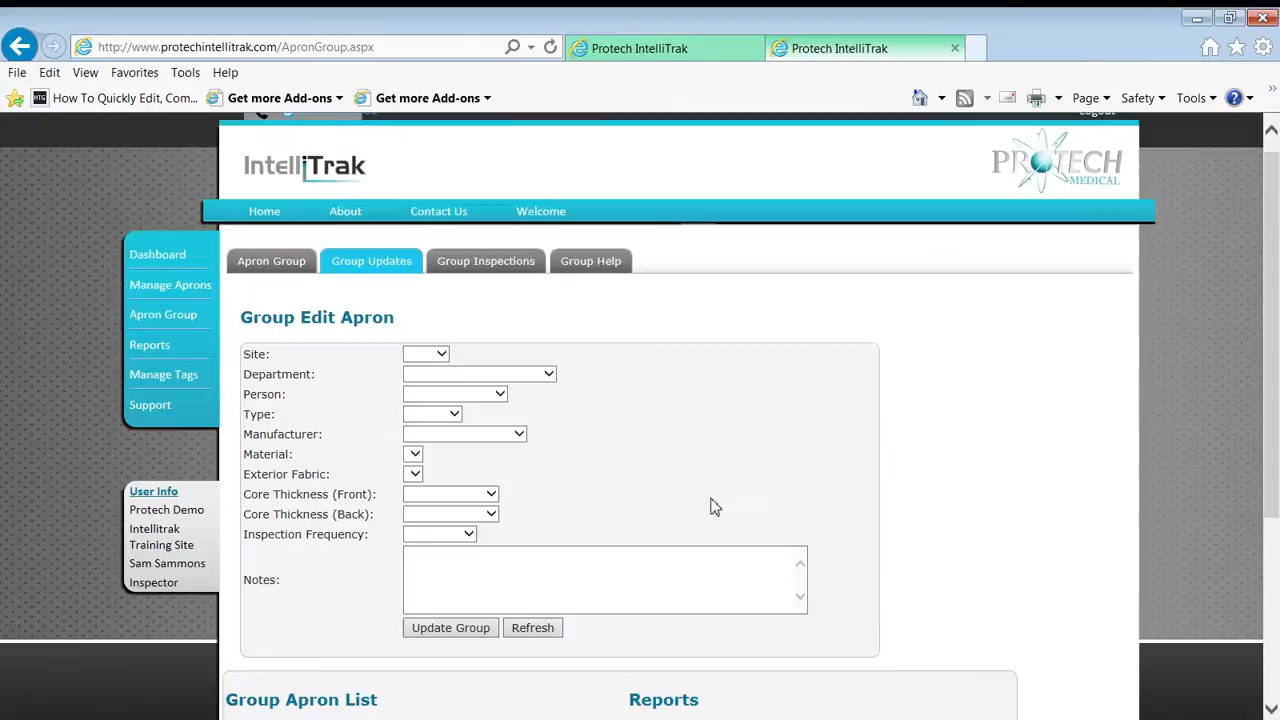 http://www.protechintellitrak.com/ApronGroup.aspx
Protech IntelliTrak
Protech IntelliTrak
File Edit View Favorites Tools Help
HTG How To Quickly Edit, Com... Get more Add-ons Get more Add-ons
Page Safety Tools
Logout
IntelliTrak
PROTECH
MEDICAL
Home About Contact Us Welcome
Dashboard
Manage Aprons
Apron Group
Reports
Manage Tags
Support
User Info
Protech Demo
Intellitrak
Training Site
Sam Sammons
Inspector
Apron Group Group Updates Group Inspections Group Help
Group Edit Apron
Site:
Department:
Person:
Type:
Manufacturer:
Material:
Exterior Fabric:
Core Thickness (Front):
Core Thickness (Back):
Inspection Frequency:
Notes:
Update Group Refresh
Group Apron List Reports